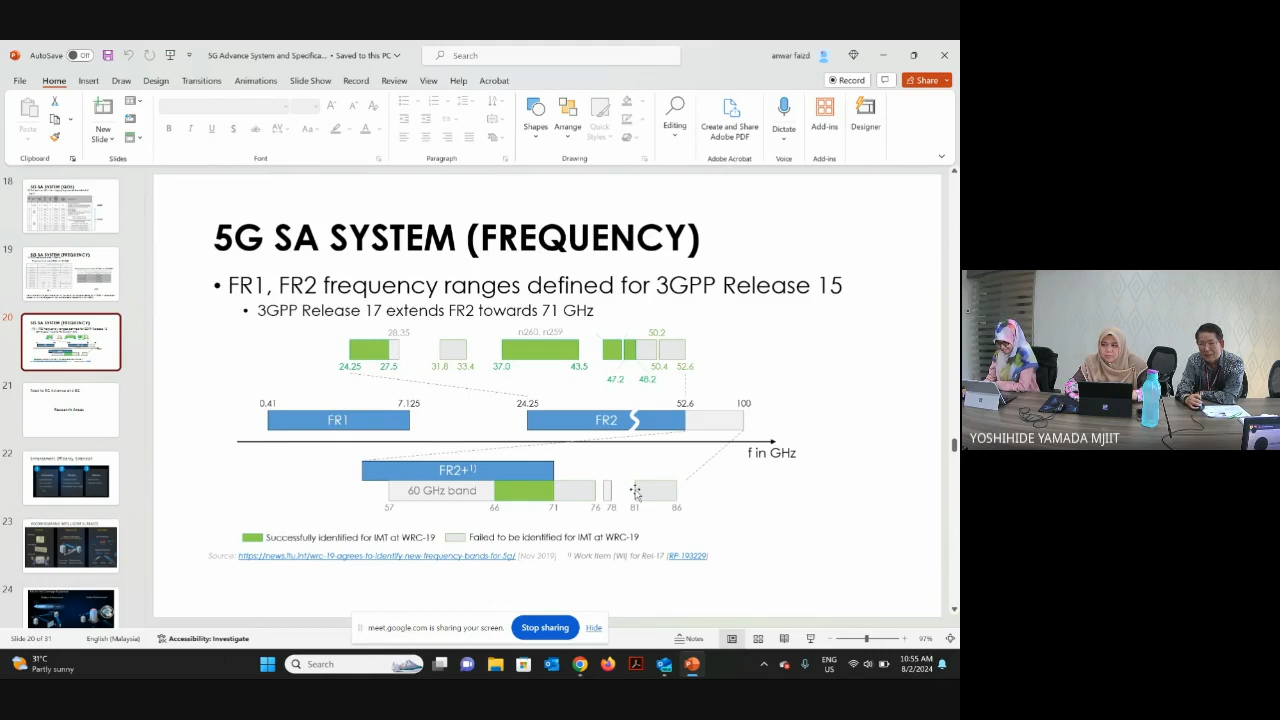 AutoSave Off 5G Advance System and Specifica... • Saved to this PC Search anwar faizd
File Home Insert Draw Design Transitions Animations Slide Show Record Review View Help Acrobat Record Share
Paste New Slide Shapes Arrange Quick Styles Editing Create and Share Adobe PDF Dictate Add-ins Designer
Clipboard Slides Font Paragraph Drawing Adobe Acrobat Voice Add-ins
18
19
20
21
Research Areas
22
23
24
5G SA SYSTEM (FREQUENCY)
• FR1, FR2 frequency ranges defined for 3GPP Release 15
• 3GPP Release 17 extends FR2 towards 71 GHz
28.35 n260, n259 50.2
24.25 27.5 31.8 33.4 37.0 43.5 47.2 48.2 50.4 52.6
0.41 7.125 24.25 52.6 100
FR1 FR2
f in GHz
FR2+1)
60 GHz band
57 66 71 76 78 81 86
Successfully identified for IMT at WRC-19 Failed to be identified for IMT at WRC-19
Source: https://news.itu.int/wrc-19-agrees-to-identify-new-frequency-bands-for-5g/ (Nov 2019) 1) Work Item (WI) for Rel-17 (RP-193229)
meet.google.com is sharing your screen. Stop sharing Hide
Slide 20 of 31 English (Malaysia) Accessibility: Investigate Notes 97%
31°C
Partly sunny
Search
ENG
US
10:55 AM
8/2/2024
YOSHIHIDE YAMADA MJIIT